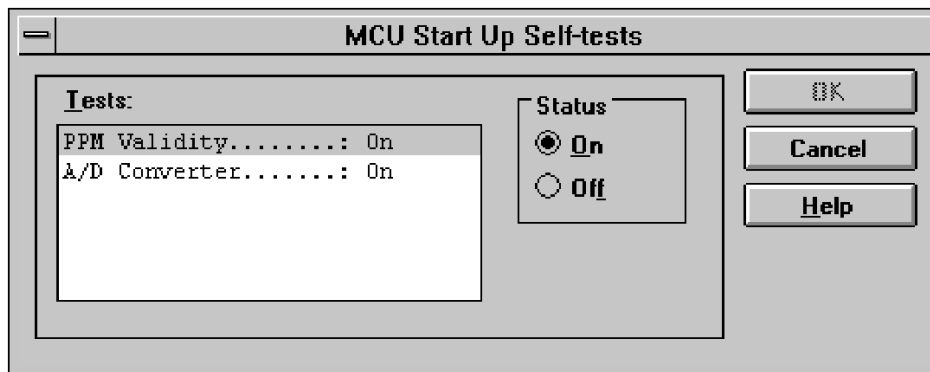 MCU Start Up Self-tests
Tests:
PPM Validity........: On
A/D Converter.......: On
Status
On
Off
OK
Cancel
Help